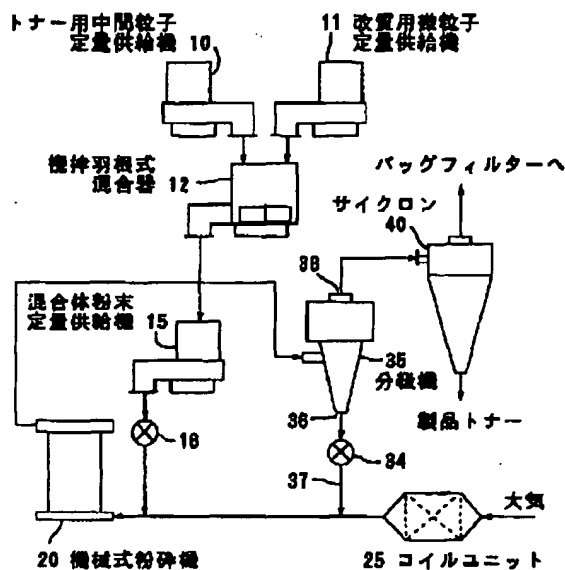 トナー用中間粒子
定量供給機 10
11 改質用微粒子
定量供給機
攪拌羽根式
混合器 12
バッグフィルターへ
サイクロン
40
38
混合体粉末
定量供給機 15
35
分級機
36
製品トナー
16
34
37
大気
20 機械式粉砕機
25 コイルユニット